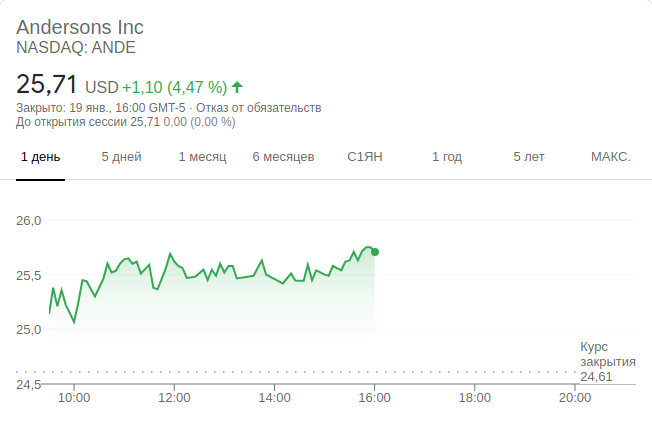 Andersons Inc
NASDAQ: ANDE
25,71 USD +1,10 (4,47 %)
Закрыто: 19 янв., 16:00 GMT-5 · Отказ от обязательств
До открытия сессии 25,71 0,00 (0,00 %)
1 день 5 дней 1 месяц 6 месяцев С1ЯН 1 год 5 лет МАКС.
26,0
25,5
25,0
Курс
закрытия
24,61
24,5
10:00 12:00 14:00 16:00 18:00 20:00